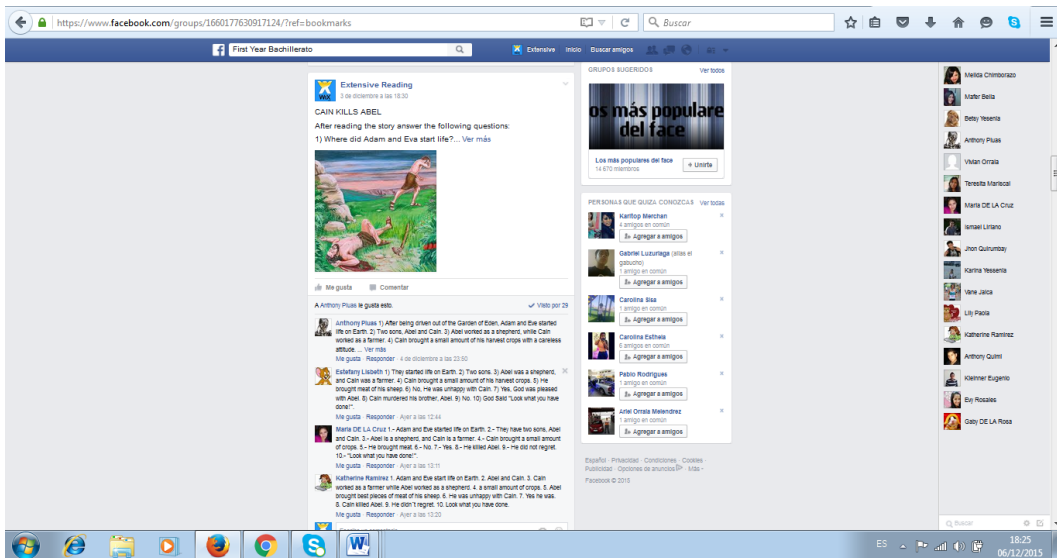 https://www.facebook.com/groups/1660177630917124/?ref=bookmarks
Buscar
First Year Bachillerato
Extensive Inicio Buscar amigos
Extensive Reading
3 de diciembre a las 18:30
CAIN KILLS ABEL
After reading the story answer the following questions:
1) Where did Adam and Eva start life?... Ver más
Me gusta Comentar
A Anthony Pluas le gusta esto. Visto por 29
Anthony Pluas 1) After being driven out of the Garden of Eden, Adam and Eve started
life on Earth. 2) Two sons, Abel and Cain. 3) Abel worked as a shepherd, while Cain
worked as a farmer. 4) Cain brought a small amount of his harvest crops with a careless
attitude. ... Ver más
Me gusta · Responder · 4 de diciembre a las 23:50
Estefany Lisbeth 1) They started life on Earth. 2) Two sons. 3) Abel was a shepherd,
and Cain was a farmer. 4) Cain brought a small amount of his harvest crops. 5) He
brought meat of his sheep. 6) No, He was unhappy with Cain. 7) Yes, God was pleased
with Abel. 8) Cain murdered his brother, Abel. 9) No. 10) God Said "Look what you have
done!".
Me gusta · Responder · Ayer a las 12:44
Maria DE LA Cruz 1.- Adam and Eve started life on Earth. 2.- They have two sons, Abel
and Cain. 3.- Abel is a shepherd, and Cain is a farmer. 4.- Cain brought a small amount
of crops. 5.- He brought meat. 6.- No. 7.- Yes. 8.- He killed Abel. 9.- He did not regret.
10.- "Look what you have done!".
Me gusta · Responder · Ayer a las 13:11
Katherine Ramirez 1. Adam and Eve start life on Earth. 2. Abel and Cain. 3. Cain
worked as a farmer while Abel worked as a shepherd. 4. a small amount of crops. 5. Abel
brought best pieces of meat of his sheep. 6. He was unhappy with Cain. 7. Yes he was.
8. Cain killed Abel. 9. He didn't regret. 10. Look what you have done.
Me gusta · Responder · Ayer a las 13:33
GRUPOS SUGERIDOS Ver todos
os más populare
del face
Los más populares del face
14 670 miembros
+ Unirte
PERSONAS QUE QUIZÁ CONOZCAS Ver todas
Karitop Merchan
4 amigos en común
Agregar a amigos
Gabriel Luzuriaga (alias el
gabucho)
1 amigo en común
Agregar a amigos
Carolina Sisa
1 amigo en común
Agregar a amigos
Carolina Esthela
6 amigos en común
Agregar a amigos
Pablo Rodrigues
1 amigo en común
Agregar a amigos
Ariel Orrala Melendrez
1 amigo en común
Agregar a amigos
Español · Privacidad · Condiciones · Cookies ·
Publicidad · Opciones de anuncios · Más ·
Facebook © 2015
Melida Chimborazo
Mafer Bella
Betsy Yesenia
Anthony Pluas
Vivian Orrala
Teresita Mariscal
Maria DE LA Cruz
Ismael Liriano
Jhon Quirumbay
Karina Yessenia
Vane Jalca
Lily Paola
Katherine Ramirez
Anthony Quimi
Kleinner Eugenio
Evy Rosales
Gaby DE LA Rosa
Buscar
ES
18:25
06/12/2015